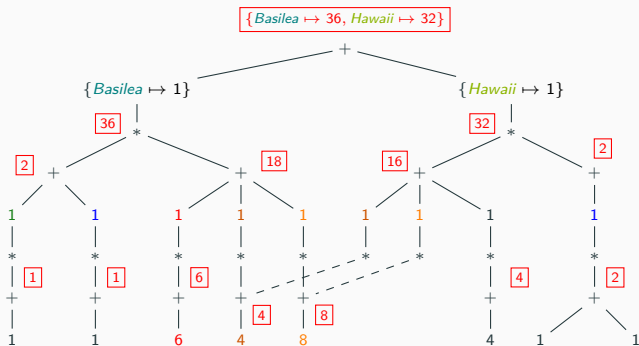 {Basilea ↦ 36, Hawaii ↦ 32}
+
{Basilea ↦ 1} {Hawaii ↦ 1}
36 * 32 *
2 + 18 + 16 + 2 +
1 1 1 1 1 1 1 1 1
* * * * * * * * *
1 1 6 4 2
+ + + + + + +
4 8
1 1 6 4 8 4 1 1